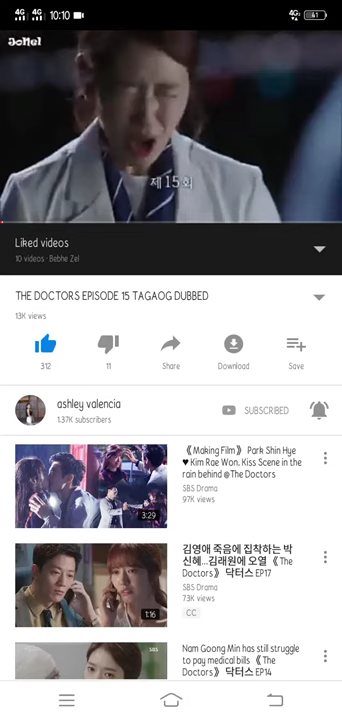 4G 4G 10:10 4G 41
JoMel
제15회
Liked videos
10 videos · Bebhe Zel
THE DOCTORS EPISODE 15 TAGAOG DUBBED
13K views
312 11 Share Download Save
ashley valencia
1.37K subscribers
SUBSCRIBED
《Making Film》 Park Shin Hye
♥ Kim Rae Won, Kiss Scene in the
rain behind @The Doctors
SBS Drama
97K views
3:29
김영애 죽음에 집착하는 박
신혜...김래원에 오열 《The
Doctors》 닥터스 EP17
SBS Drama
73K views
CC
1:16
SBS
Nam Goong Min has still struggle
to pay medical bills 《The
Doctors》 닥터스 EP14